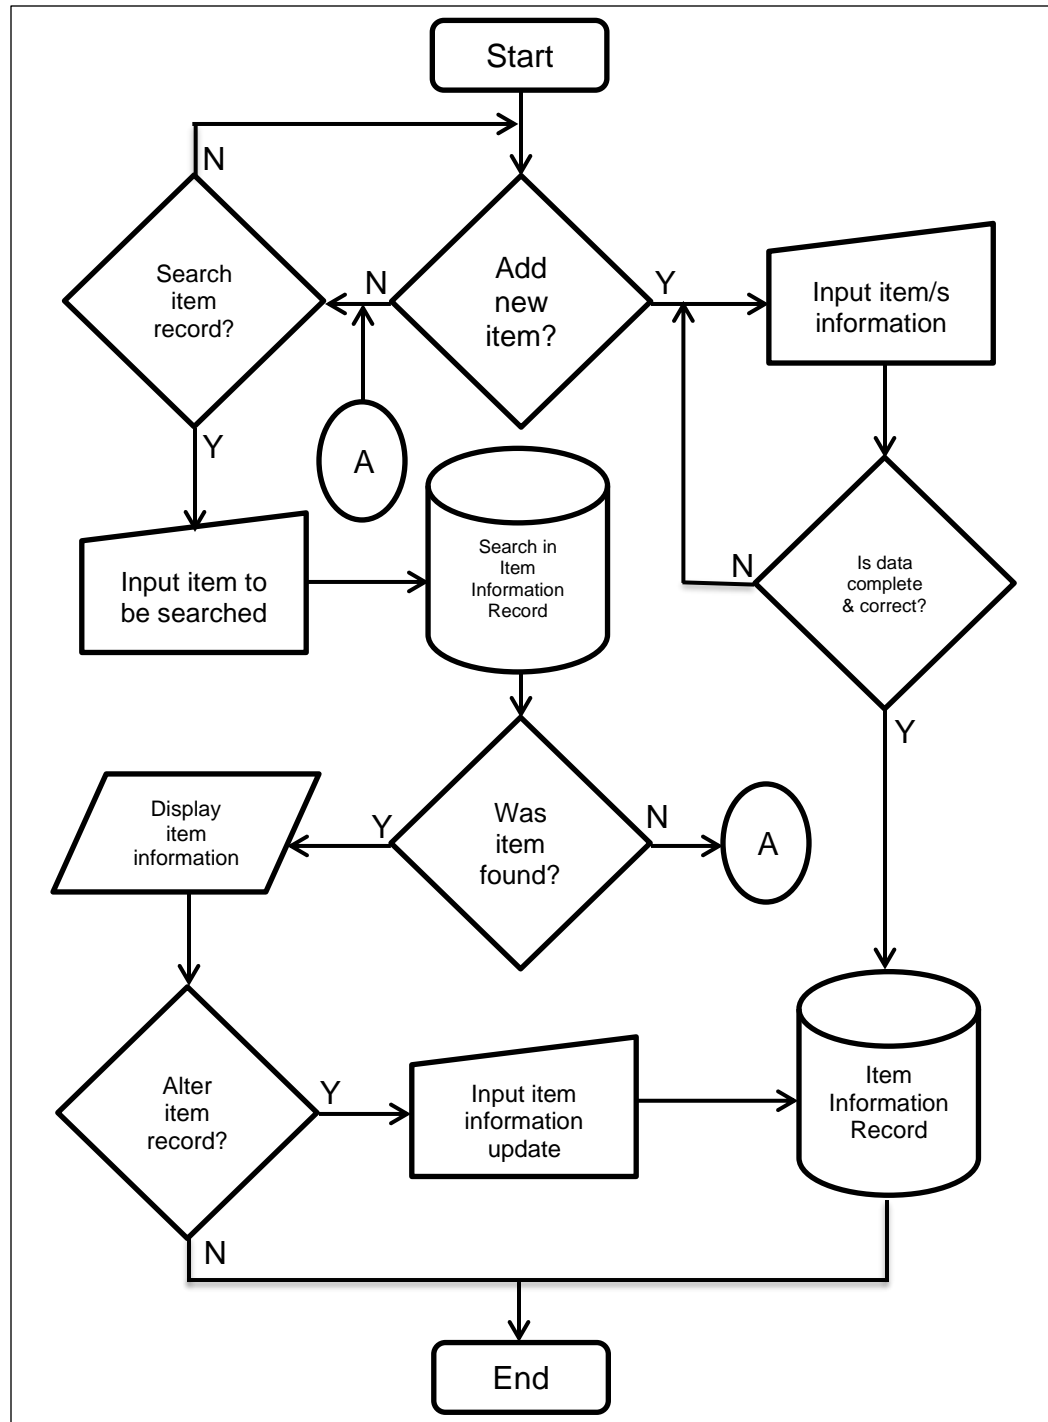 Start
N
Search
item
record?
N
Add
new
item?
Y
Input item/s
information
Y
A
Search in
Item
Information
Record
N
Is data
complete
& correct?
Input item to
be searched
Y
Display
item
information
Y
Was
item
found?
N
A
Alter
item
record?
Y
Input item
information
update
Item
Information
Record
N
End